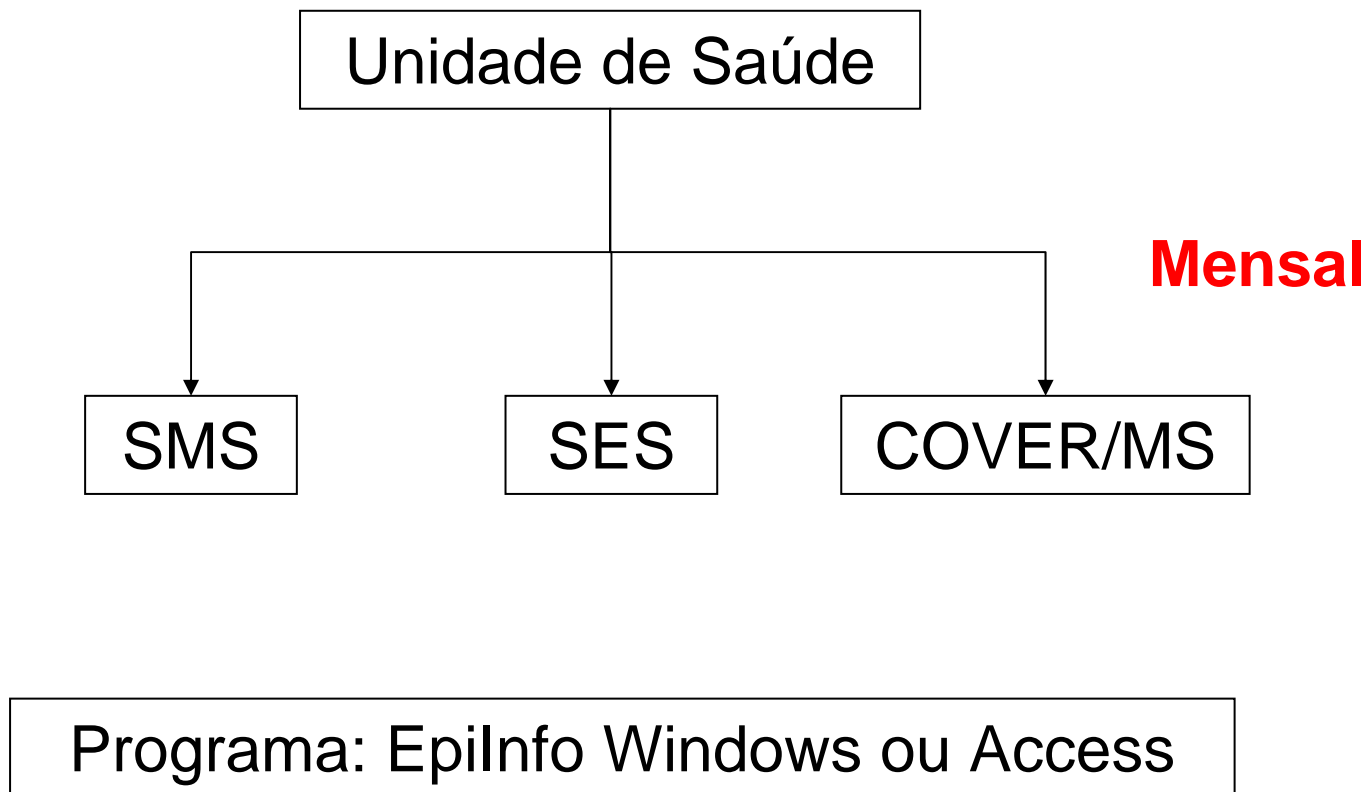 Unidade de Saúde
Mensal
SMS
SES
COVER/MS
Programa: EpiInfo Windows ou Access